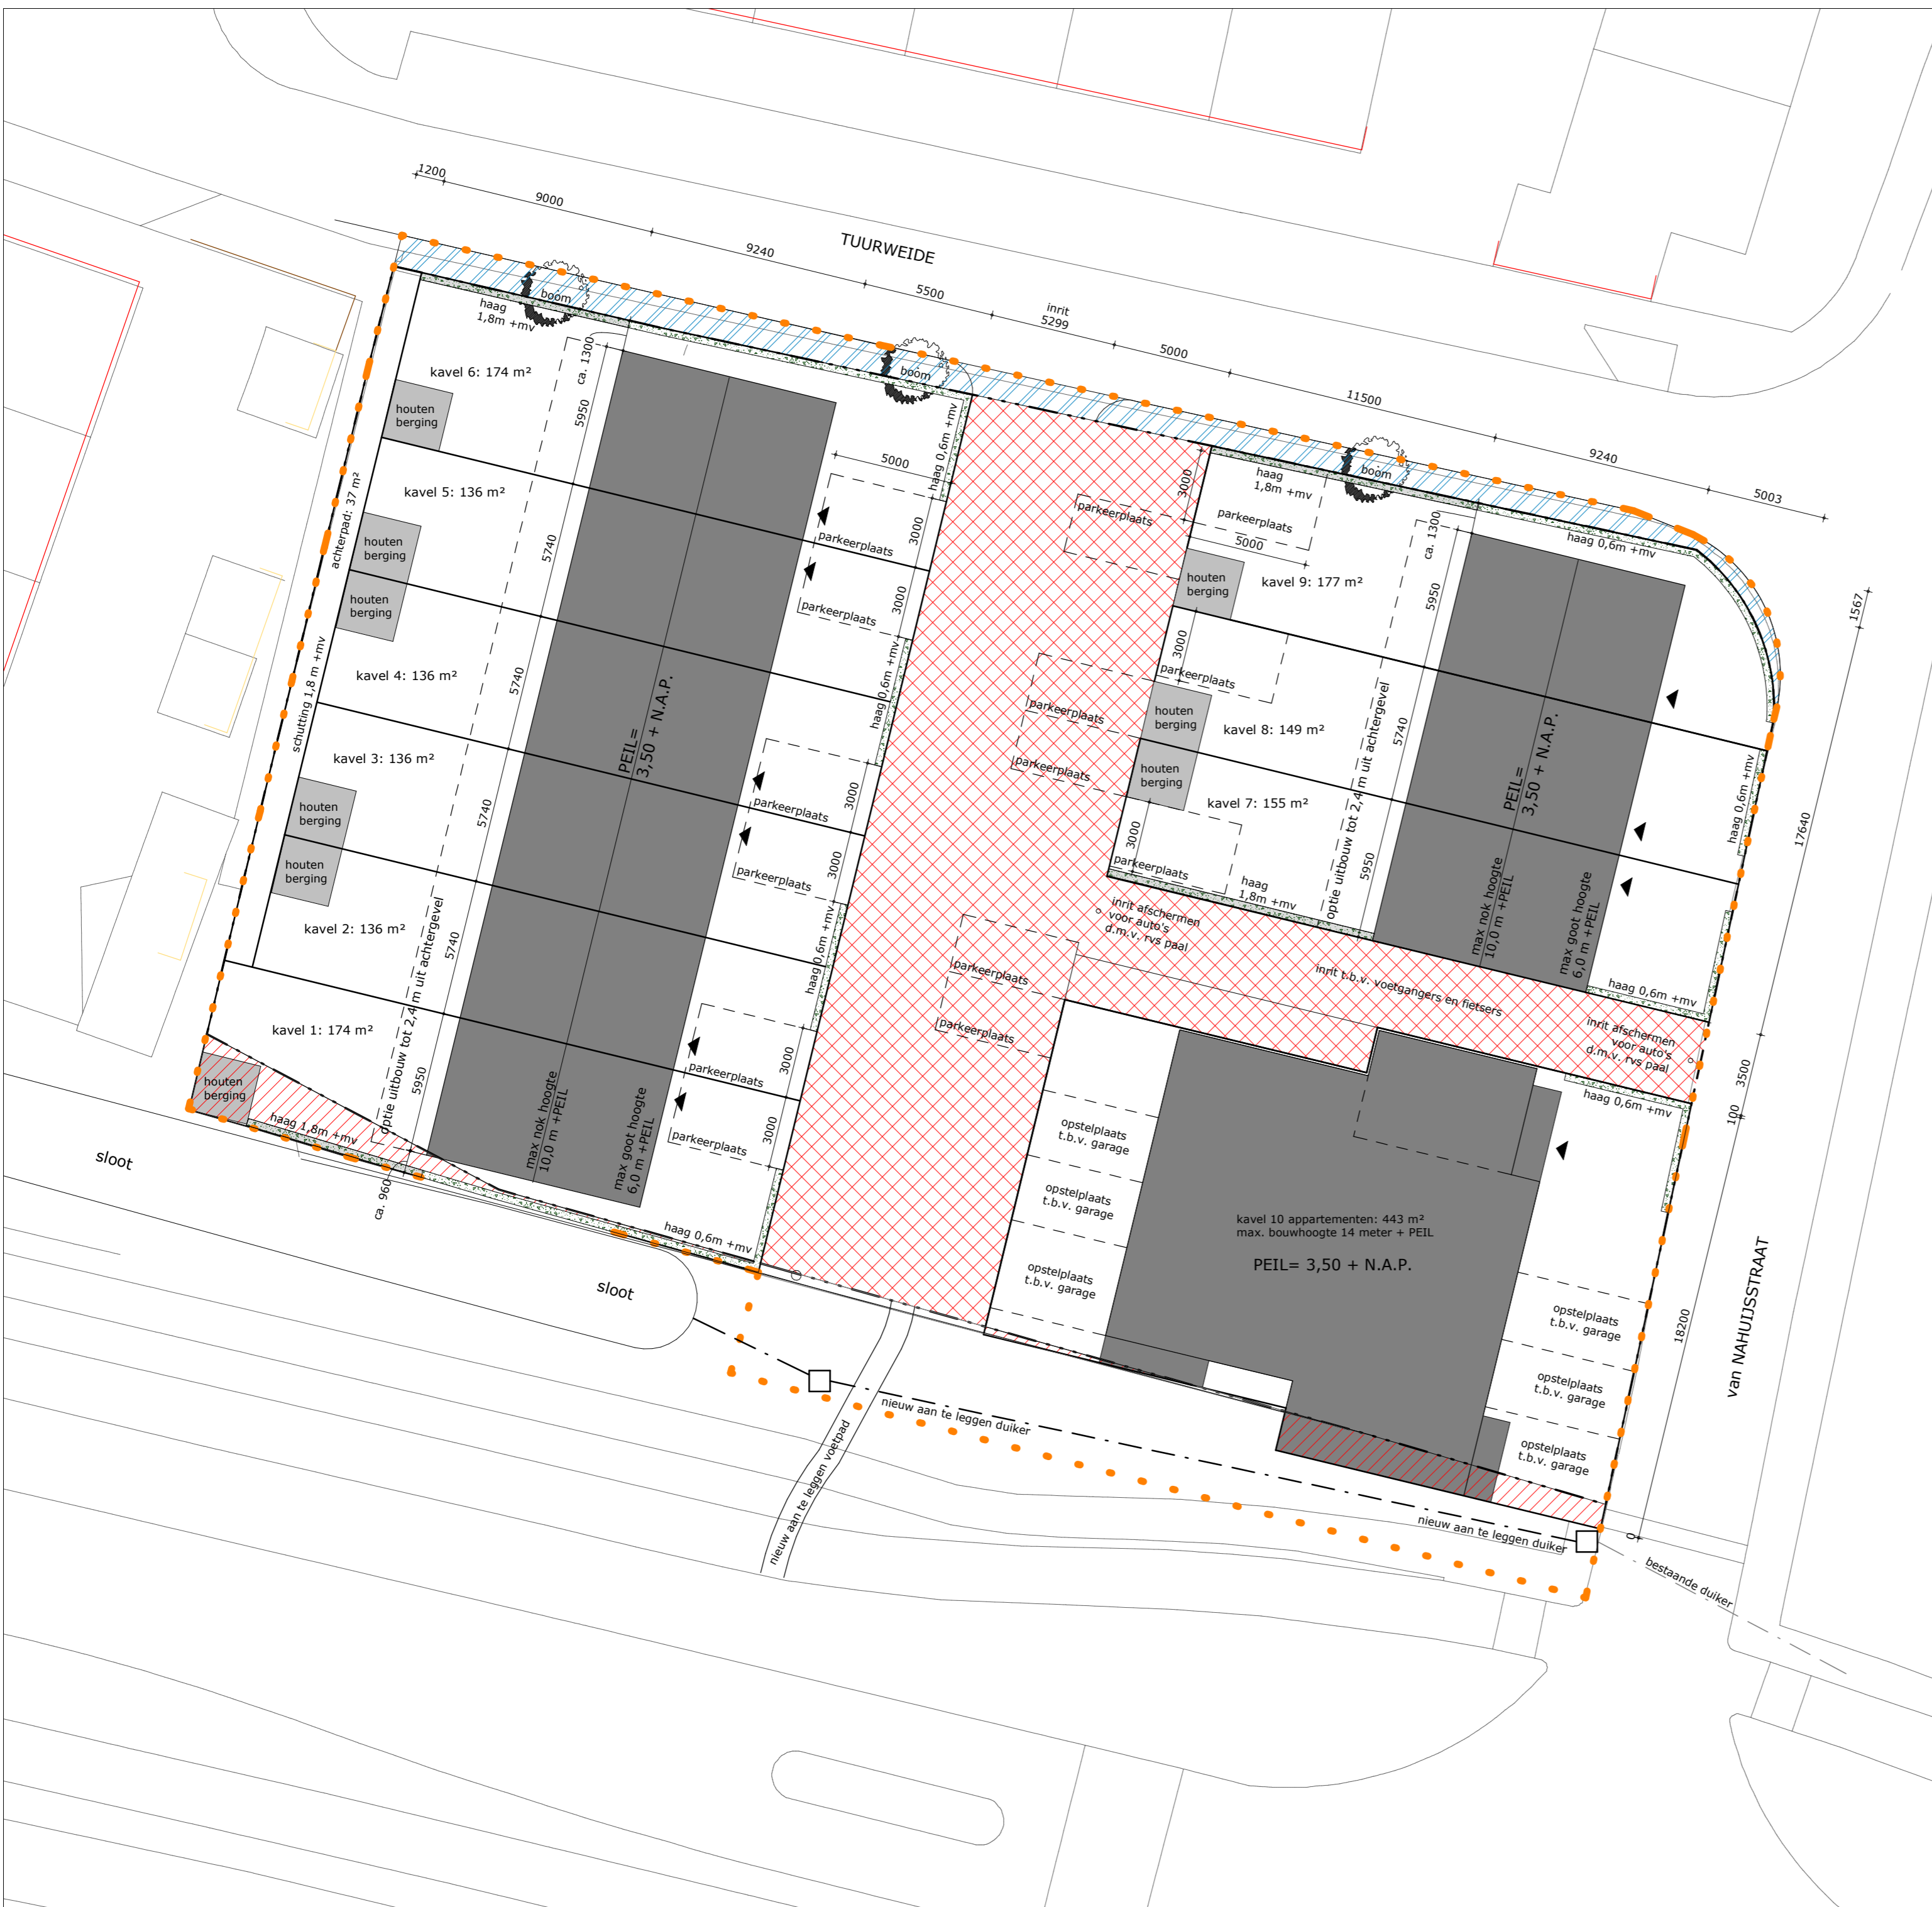 1200
9000
TUURWEIDE
9240
5500
inrit
5299
5000
11500
9240
5003
boom
haag
1,8m +mv
boom
boom
kavel 6: 174 m²
ca. 1300
5950
houten
berging
5000
haag 0,6m +mv
3000
haag
1,8m +mv
parkeerplaats
parkeerplaats
5000
ca. 1300
haag 0,6m +mv
kavel 5: 136 m²
achterpad: 37 m²
houten
berging
5740
parkeerplaats
3000
houten
berging
kavel 9: 177 m²
5950
1567
houten
berging
parkeerplaats
3000
3000
parkeerplaats
schutting 1,8 m +mv
kavel 4: 136 m²
5740
haag 0,6m +mv
parkeerplaats
houten
berging
kavel 8: 149 m²
optie uitbouw tot 2,4 m uit achtergevel
5740
PEIL=
3,50 + N.A.P.
PEIL=
3,50 + N.A.P.
kavel 3: 136 m²
houten
berging
5740
parkeerplaats
3000
parkeerplaats
houten
berging
kavel 7: 155 m²
haag 0,6m +mv
17640
houten
berging
parkeerplaats
3000
3000
parkeerplaats
haag
1,8m +mv
5950
max nok hoogte
10,0 m +PEIL
max goot hoogte
6,0 m +PEIL
kavel 2: 136 m²
5740
haag 0,6m +mv
inrit afschermen
voor auto's
d.m.v. rvs paal
parkeerplaats
inrit t.b.v. voetgangers en fietsers
haag 0,6m +mv
kavel 1: 174 m²
optie uitbouw tot 2,4 m uit achtergevel
parkeerplaats
inrit afschermen
voor auto's
d.m.v. rvs paal
houten
berging
5950
parkeerplaats
3000
3500
haag 0,6m +mv
100
haag 1,8m +mv
max nok hoogte
10,0 m +PEIL
max goot hoogte
6,0 m +PEIL
parkeerplaats
3000
opstelplaats
t.b.v. garage
sloot
ca. 960
opstelplaats
t.b.v. garage
haag 0,6m +mv
kavel 10 appartementen: 443 m²
max. bouwhoogte 14 meter + PEIL
PEIL= 3,50 + N.A.P.
opstelplaats
t.b.v. garage
sloot
opstelplaats
t.b.v. garage
18200
van NAHUIJSSTRAAT
opstelplaats
t.b.v. garage
nieuw aan te leggen duiker
opstelplaats
t.b.v. garage
nieuw aan te leggen voetpad
nieuw aan te leggen duiker
0
bestaande duiker